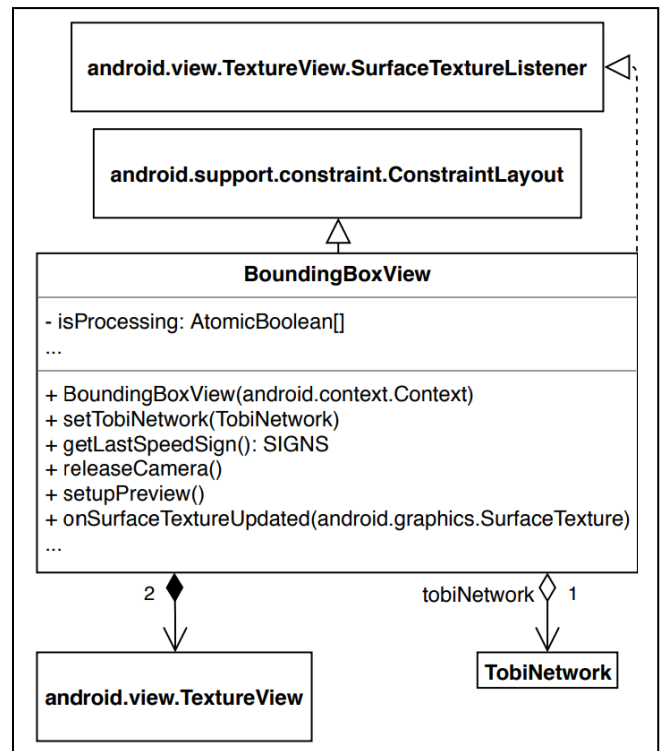 android.view.TextureView.SurfaceTextureListener
android.support.constraint.ConstraintLayout
BoundingBoxView
- isProcessing: AtomicBoolean[]
...
+ BoundingBoxView(android.context.Context)
+ setTobiNetwork(TobiNetwork)
+ getLastSpeedSign(): SIGNS
+ releaseCamera()
+ setupPreview()
+ onSurfaceTextureUpdated(android.graphics.SurfaceTexture)
...
2
tobiNetwork 1
android.view.TextureView
TobiNetwork